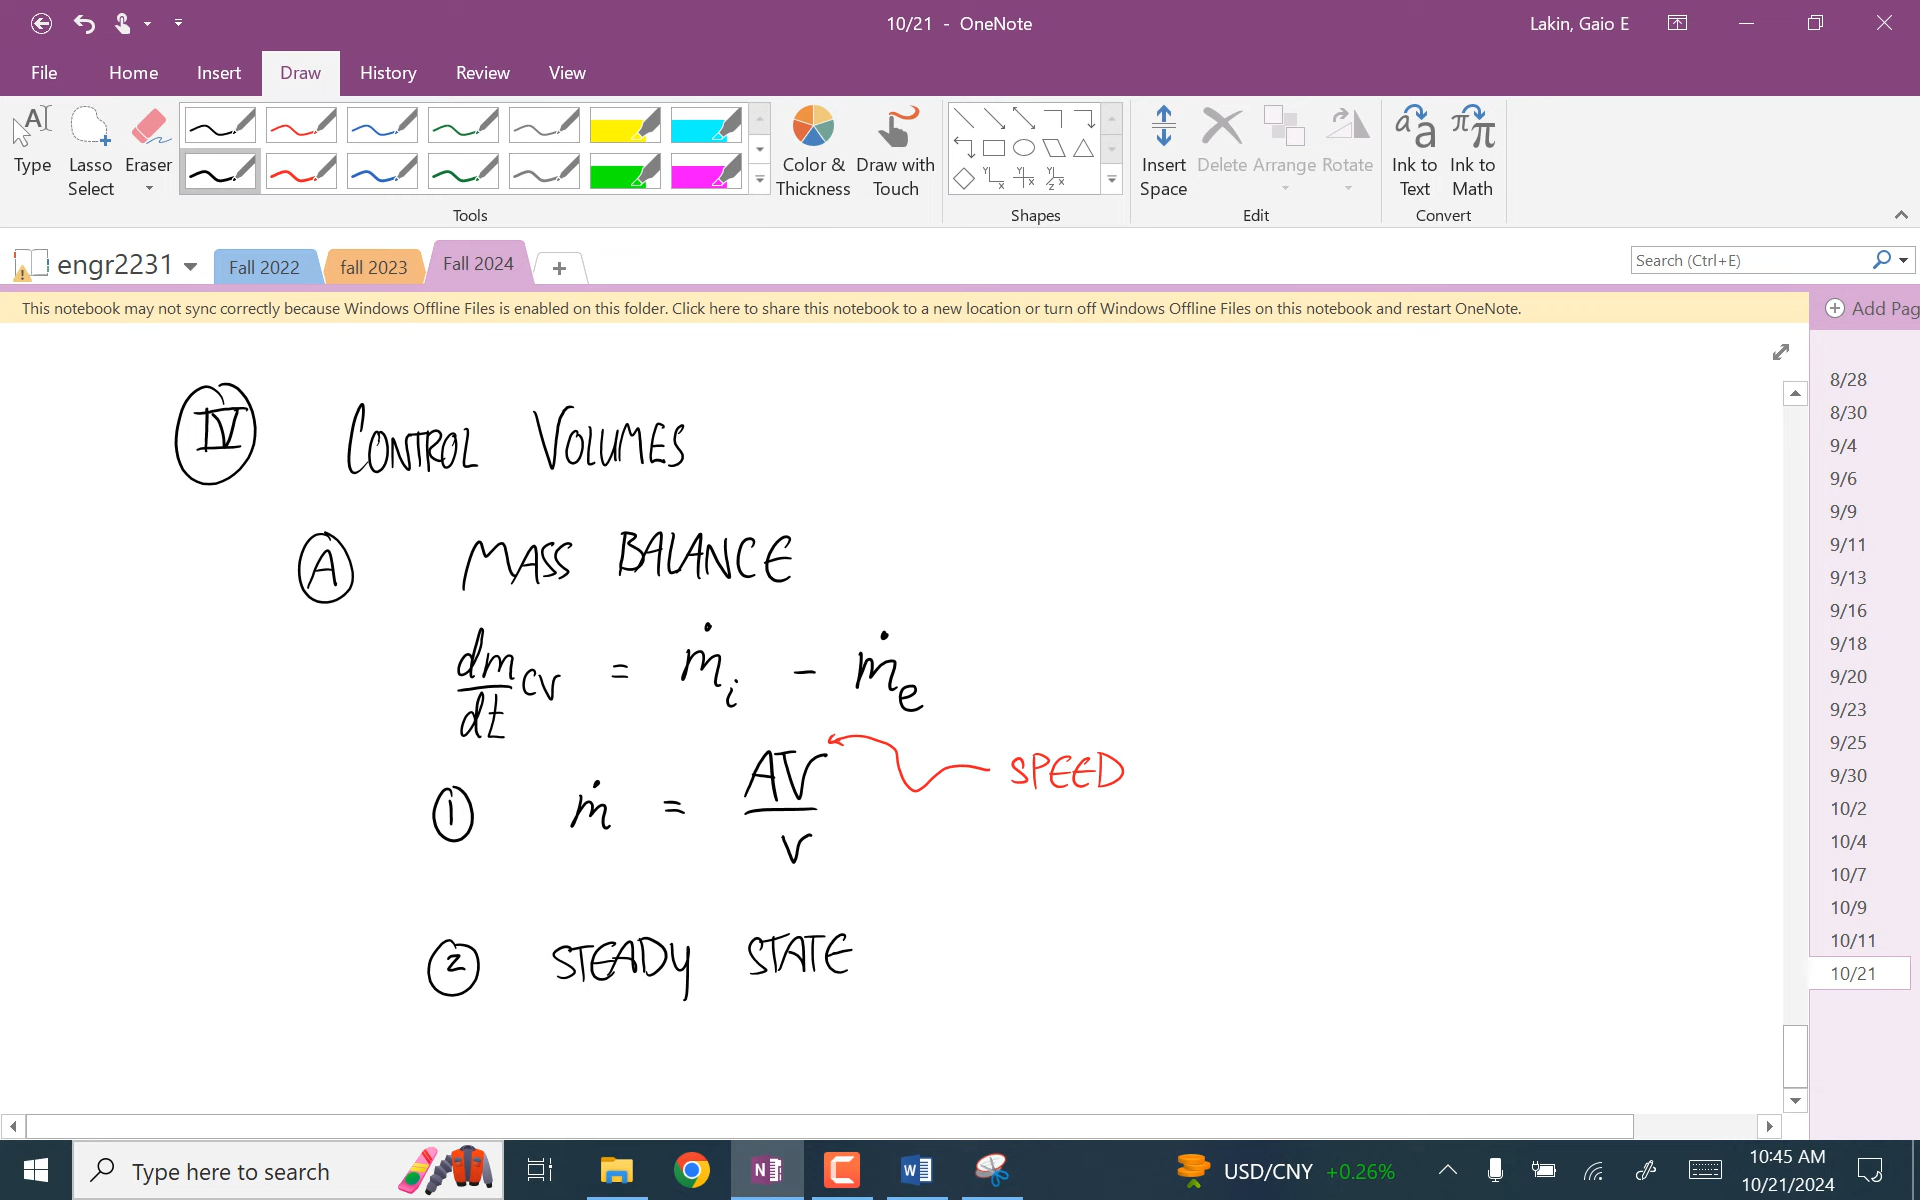 10/21 - OneNote
Lakin, Gaio E
File Home Insert Draw History Review View
Type
Lasso Select
Eraser
Color & Thickness
Draw with Touch
Insert Space
Delete
Arrange
Rotate
Ink to Text
Ink to Math
Tools
Shapes
Edit
Convert
engr2231
Fall 2022
fall 2023
Fall 2024
Search (Ctrl+E)
This notebook may not sync correctly because Windows Offline Files is enabled on this folder. Click here to share this notebook to a new location or turn off Windows Offline Files on this notebook and restart OneNote.
Add Pag
IV CONTROL VOLUMES
A MASS BALANCE
dm/dt CV = ṁi - ṁe
1 ṁ = AV/v
SPEED
2 STEADY STATE
8/28
8/30
9/4
9/6
9/9
9/11
9/13
9/16
9/18
9/20
9/23
9/25
9/30
10/2
10/4
10/7
10/9
10/11
10/21
Type here to search
USD/CNY +0.26%
10:45 AM
10/21/2024